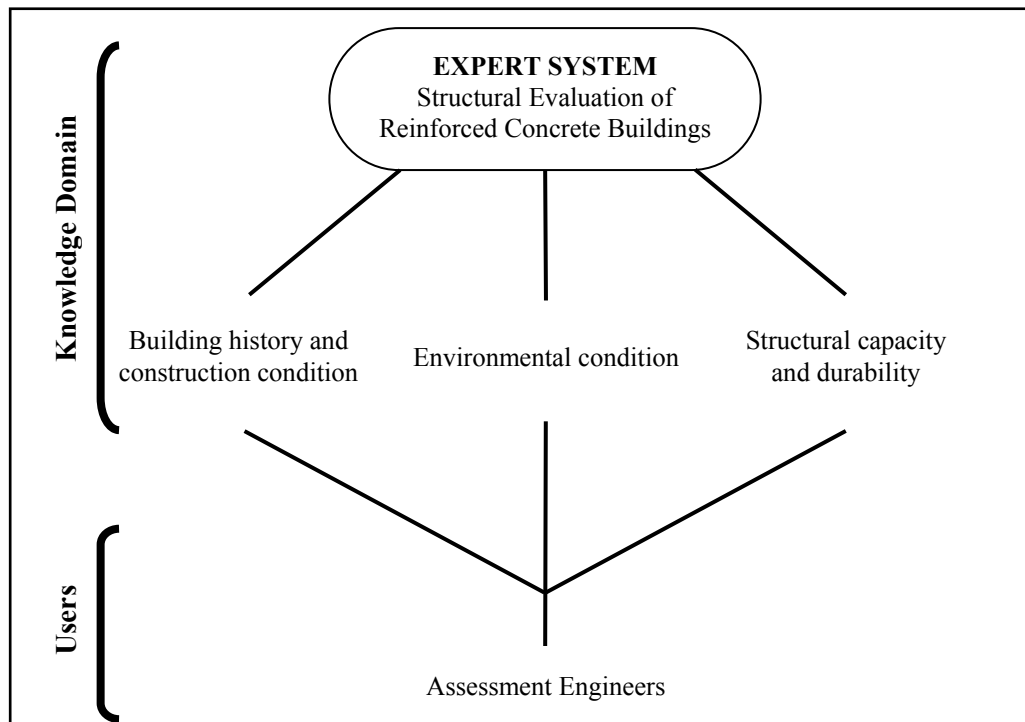 EXPERT SYSTEM
Structural Evaluation of
Reinforced Concrete Buildings
Knowledge Domain
Building history and
construction condition
Environmental condition
Structural capacity
and durability
Users
Assessment Engineers